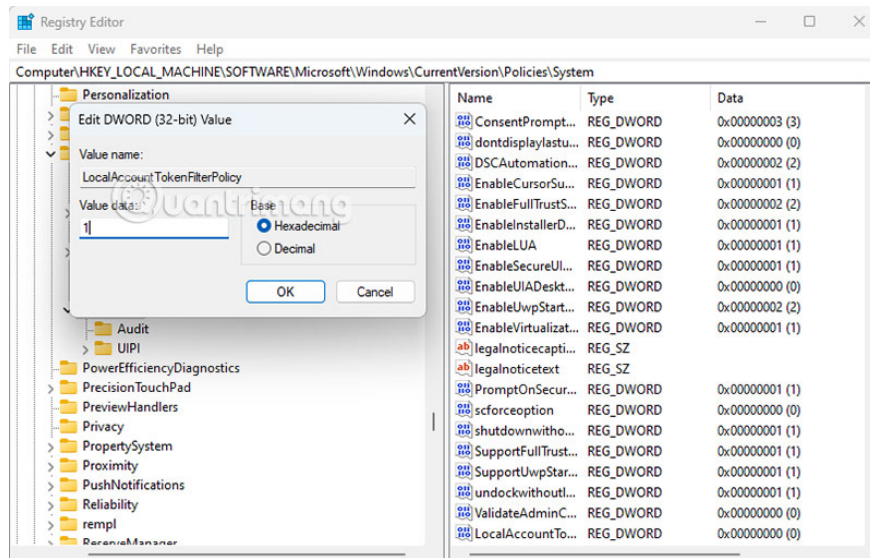 Registry Editor
File Edit View Favorites Help
Computer\HKEY_LOCAL_MACHINE\SOFTWARE\Microsoft\Windows\CurrentVersion\Policies\System
Personalization
Edit DWORD (32-bit) Value
Value name:
LocalAccountTokenFilterPolicy
Value data:
1
Base
Hexadecimal
Decimal
OK Cancel
Quantrimang
Audit
UIPI
PowerEfficiencyDiagnostics
PrecisionTouchPad
PreviewHandlers
Privacy
PropertySystem
Proximity
PushNotifications
Reliability
rempl
ReserveManager
Name Type Data
ConsentPrompt... REG_DWORD 0x00000003 (3)
dontdisplaylastu... REG_DWORD 0x00000000 (0)
DSCAutomation... REG_DWORD 0x00000002 (2)
EnableCursorSu... REG_DWORD 0x00000001 (1)
EnableFullTrustS... REG_DWORD 0x00000002 (2)
EnableInstallerD... REG_DWORD 0x00000001 (1)
EnableLUA REG_DWORD 0x00000001 (1)
EnableSecureUI... REG_DWORD 0x00000001 (1)
EnableUIADeskt... REG_DWORD 0x00000000 (0)
EnableUwpStart... REG_DWORD 0x00000002 (2)
EnableVirtualizat... REG_DWORD 0x00000001 (1)
legalnoticecapti... REG_SZ
legalnoticetext REG_SZ
PromptOnSecur... REG_DWORD 0x00000001 (1)
scforceoption REG_DWORD 0x00000000 (0)
shutdownwitho... REG_DWORD 0x00000001 (1)
SupportFullTrust... REG_DWORD 0x00000001 (1)
SupportUwpStar... REG_DWORD 0x00000001 (1)
undockwithoutl... REG_DWORD 0x00000001 (1)
ValidateAdminC... REG_DWORD 0x00000000 (0)
LocalAccountTo... REG_DWORD 0x00000000 (0)